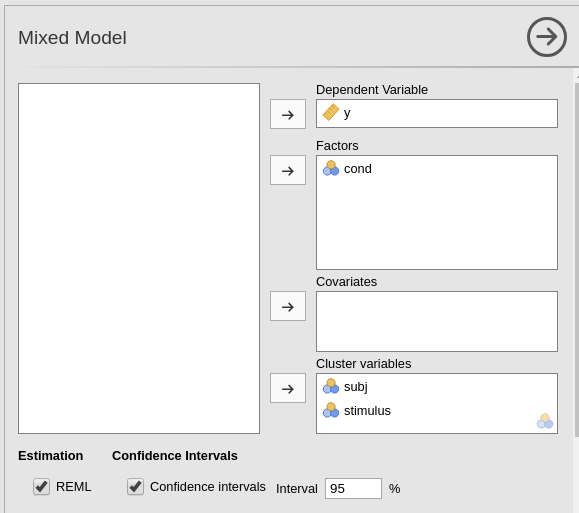 Mixed Model
Dependent Variable
y
Factors
cond
Covariates
Cluster variables
subj
stimulus
Estimation Confidence Intervals
REML Confidence intervals Interval 95 %